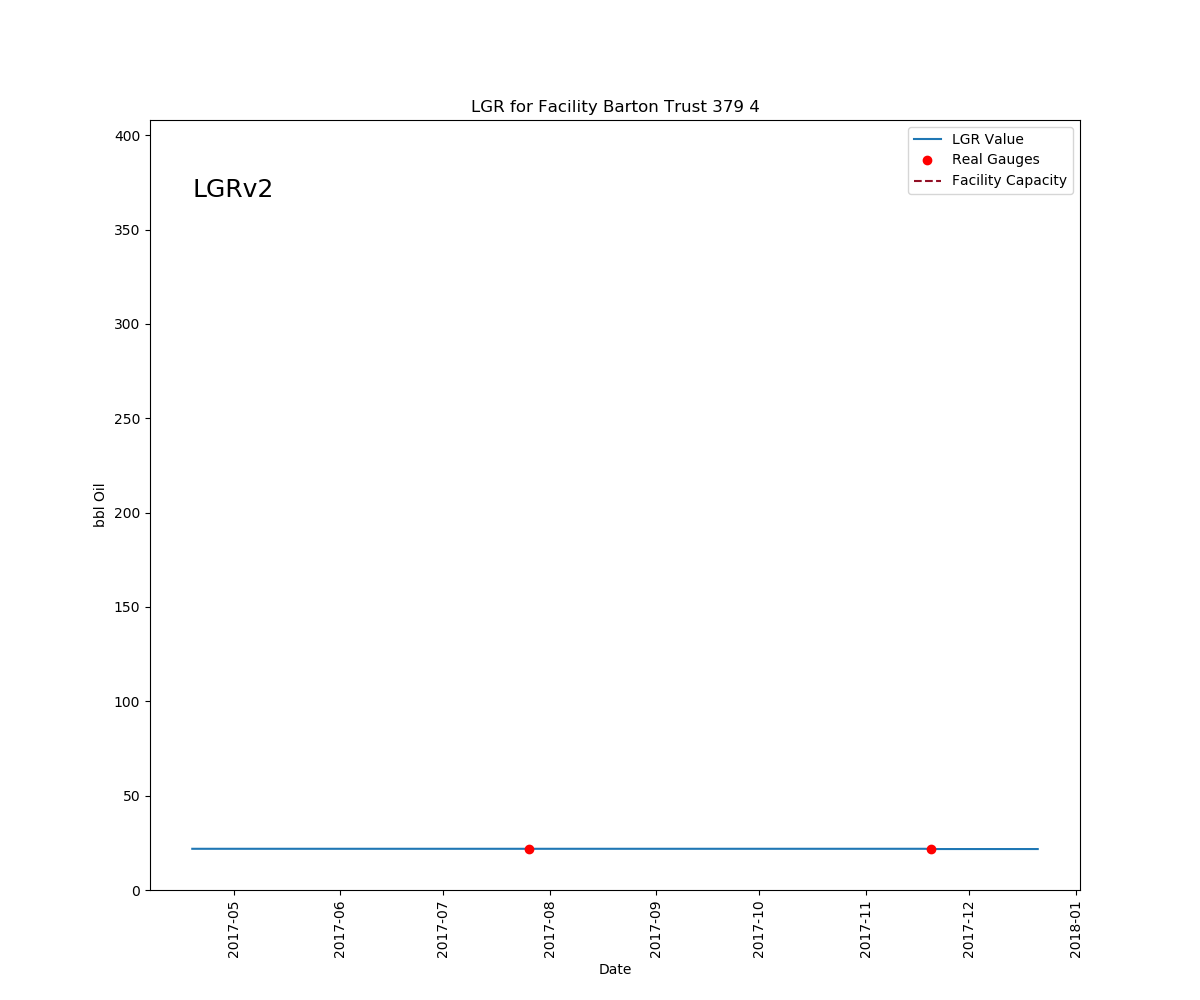 LGR for Facility Barton Trust 379 4
LGRv2
LGR Value
Real Gauges
Facility Capacity
bbl Oil
400
350
300
250
200
150
100
50
0
2017-05
2017-06
2017-07
2017-08
2017-09
2017-10
2017-11
2017-12
2018-01
Date